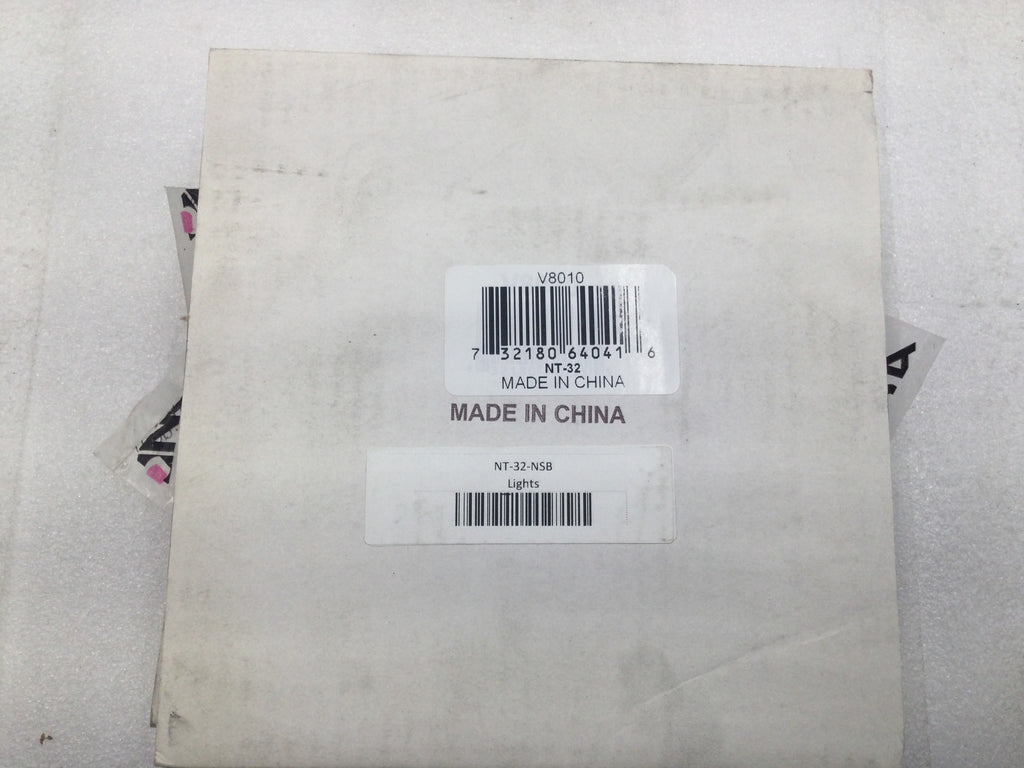 V8010
7 32180 64041 6
NT-32
MADE IN CHINA
MADE IN CHINA
NT-32-NSB
Lights